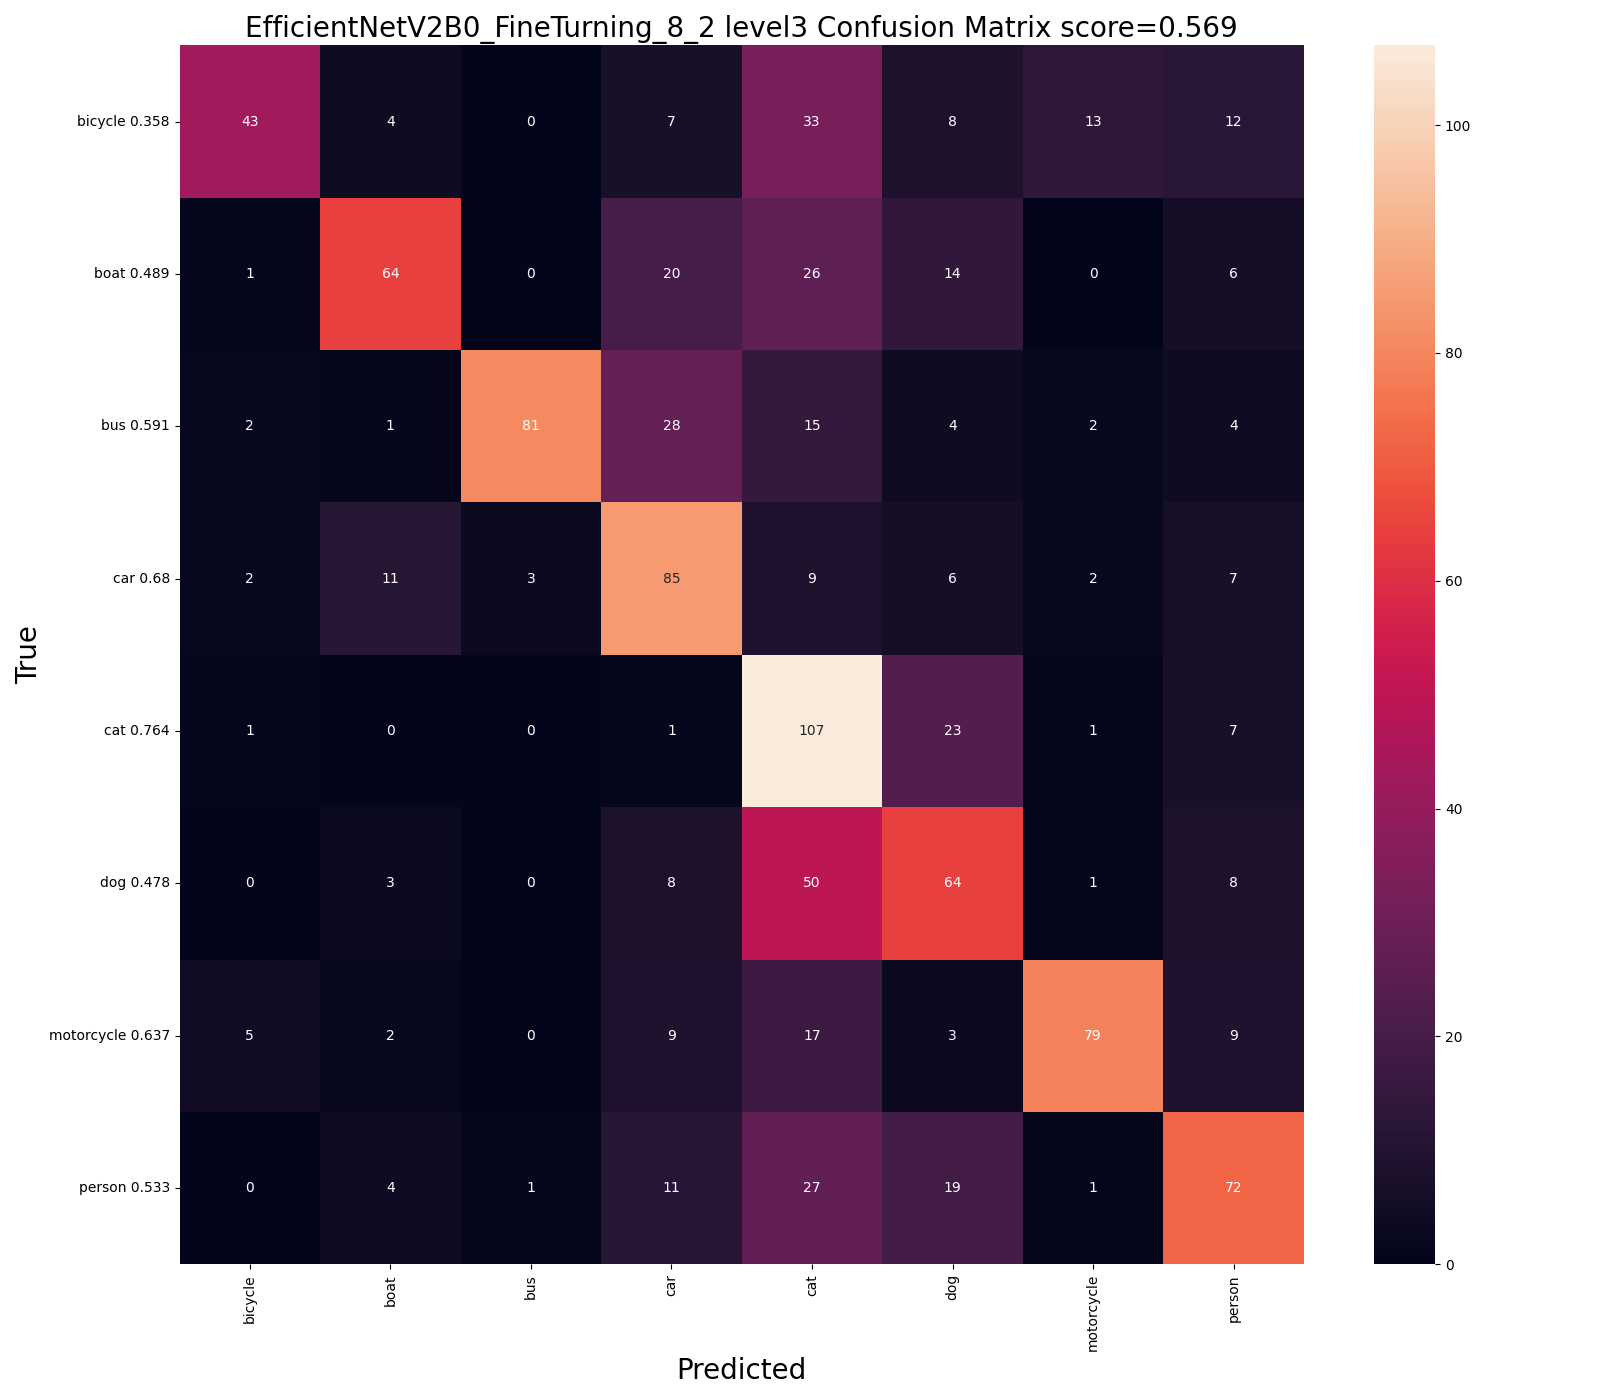 EfficientNetV2B0_FineTurning_8_2 level3 Confusion Matrix score=0.569
bicycle 0.358 43 4 0 7 33 8 13 12
boat 0.489 1 64 0 20 26 14 0 6
bus 0.591 2 1 81 28 15 4 2 4
car 0.68 2 11 3 85 9 6 2 7
cat 0.764 1 0 0 1 107 23 1 7
dog 0.478 0 3 0 8 50 64 1 8
motorcycle 0.637 5 2 0 9 17 3 79 9
person 0.533 0 4 1 11 27 19 1 72
bicycle boat bus car cat dog motorcycle person
Predicted
True
100
80
60
40
20
0